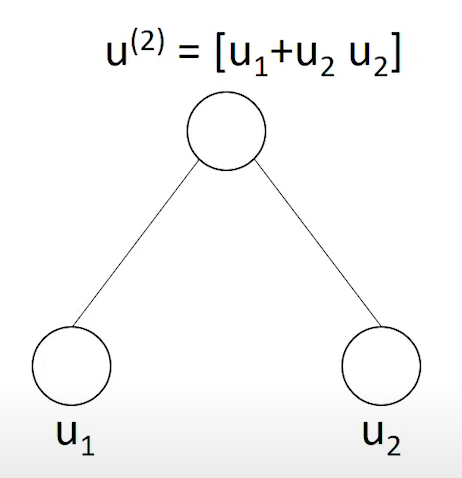 u⁽²⁾ = [u₁+u₂ u₂]
u₁ u₂